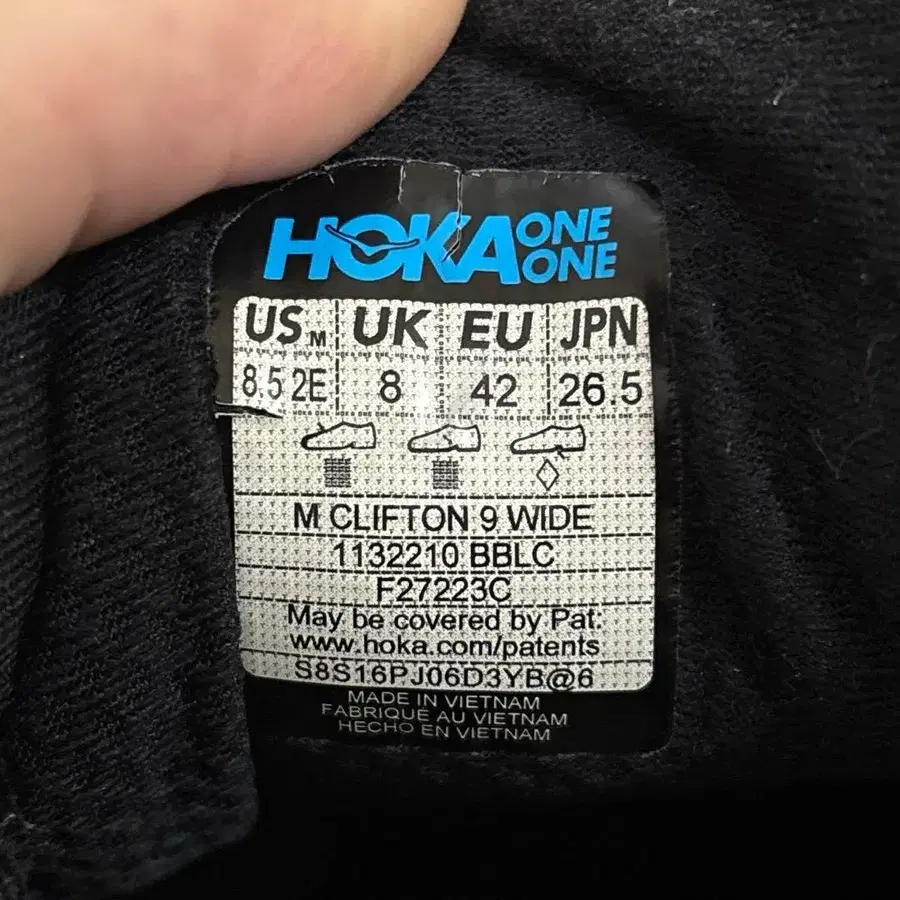 HOKA ONE ONE
US M UK EU JPN
8.5 2E 8 42 26.5
M CLIFTON 9 WIDE
1132210 BBLC
F27223C
May be covered by Pat:
www.hoka.com/patents
S8S16PJ06D3YB@6
MADE IN VIETNAM
FABRIQUÉ AU VIETNAM
HECHO EN VIETNAM